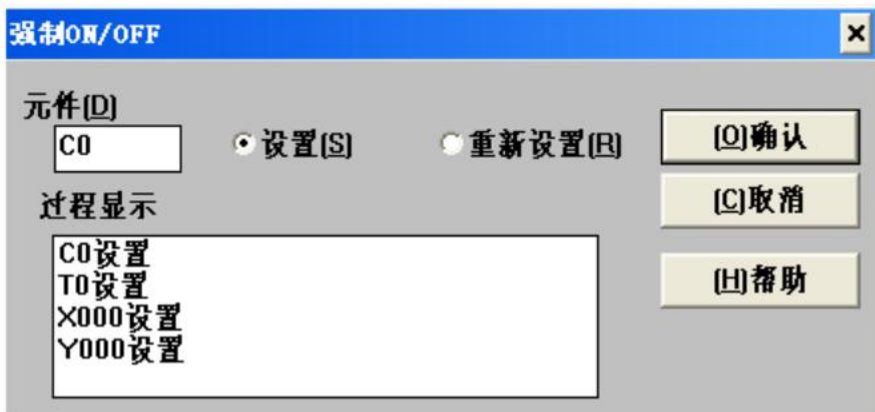 强制ON/OFF
元件(D)
C0
设置(S)
重新设置(R)
(O)确认
(C)取消
过程显示
C0设置
T0设置
X000设置
Y000设置
(H)帮助